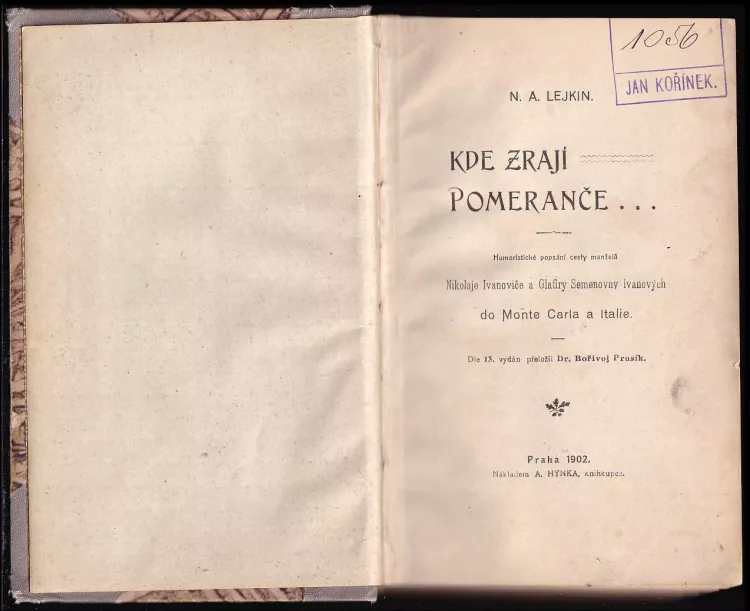 1056
JAN KOŘÍNEK.
N. A. LEJKIN.
KDE ZRAJÍ
POMERANČE...
Humoristické popsání cesty manželů
Nikolaje Ivanoviče a Glafiry Semenovny Ivanových
do Monte Carla a Italie.
Dle 13. vydán přeložil Dr. Bořivoj Prusík.
Praha 1902.
Nákladem A. HYNKA, knihkupce.